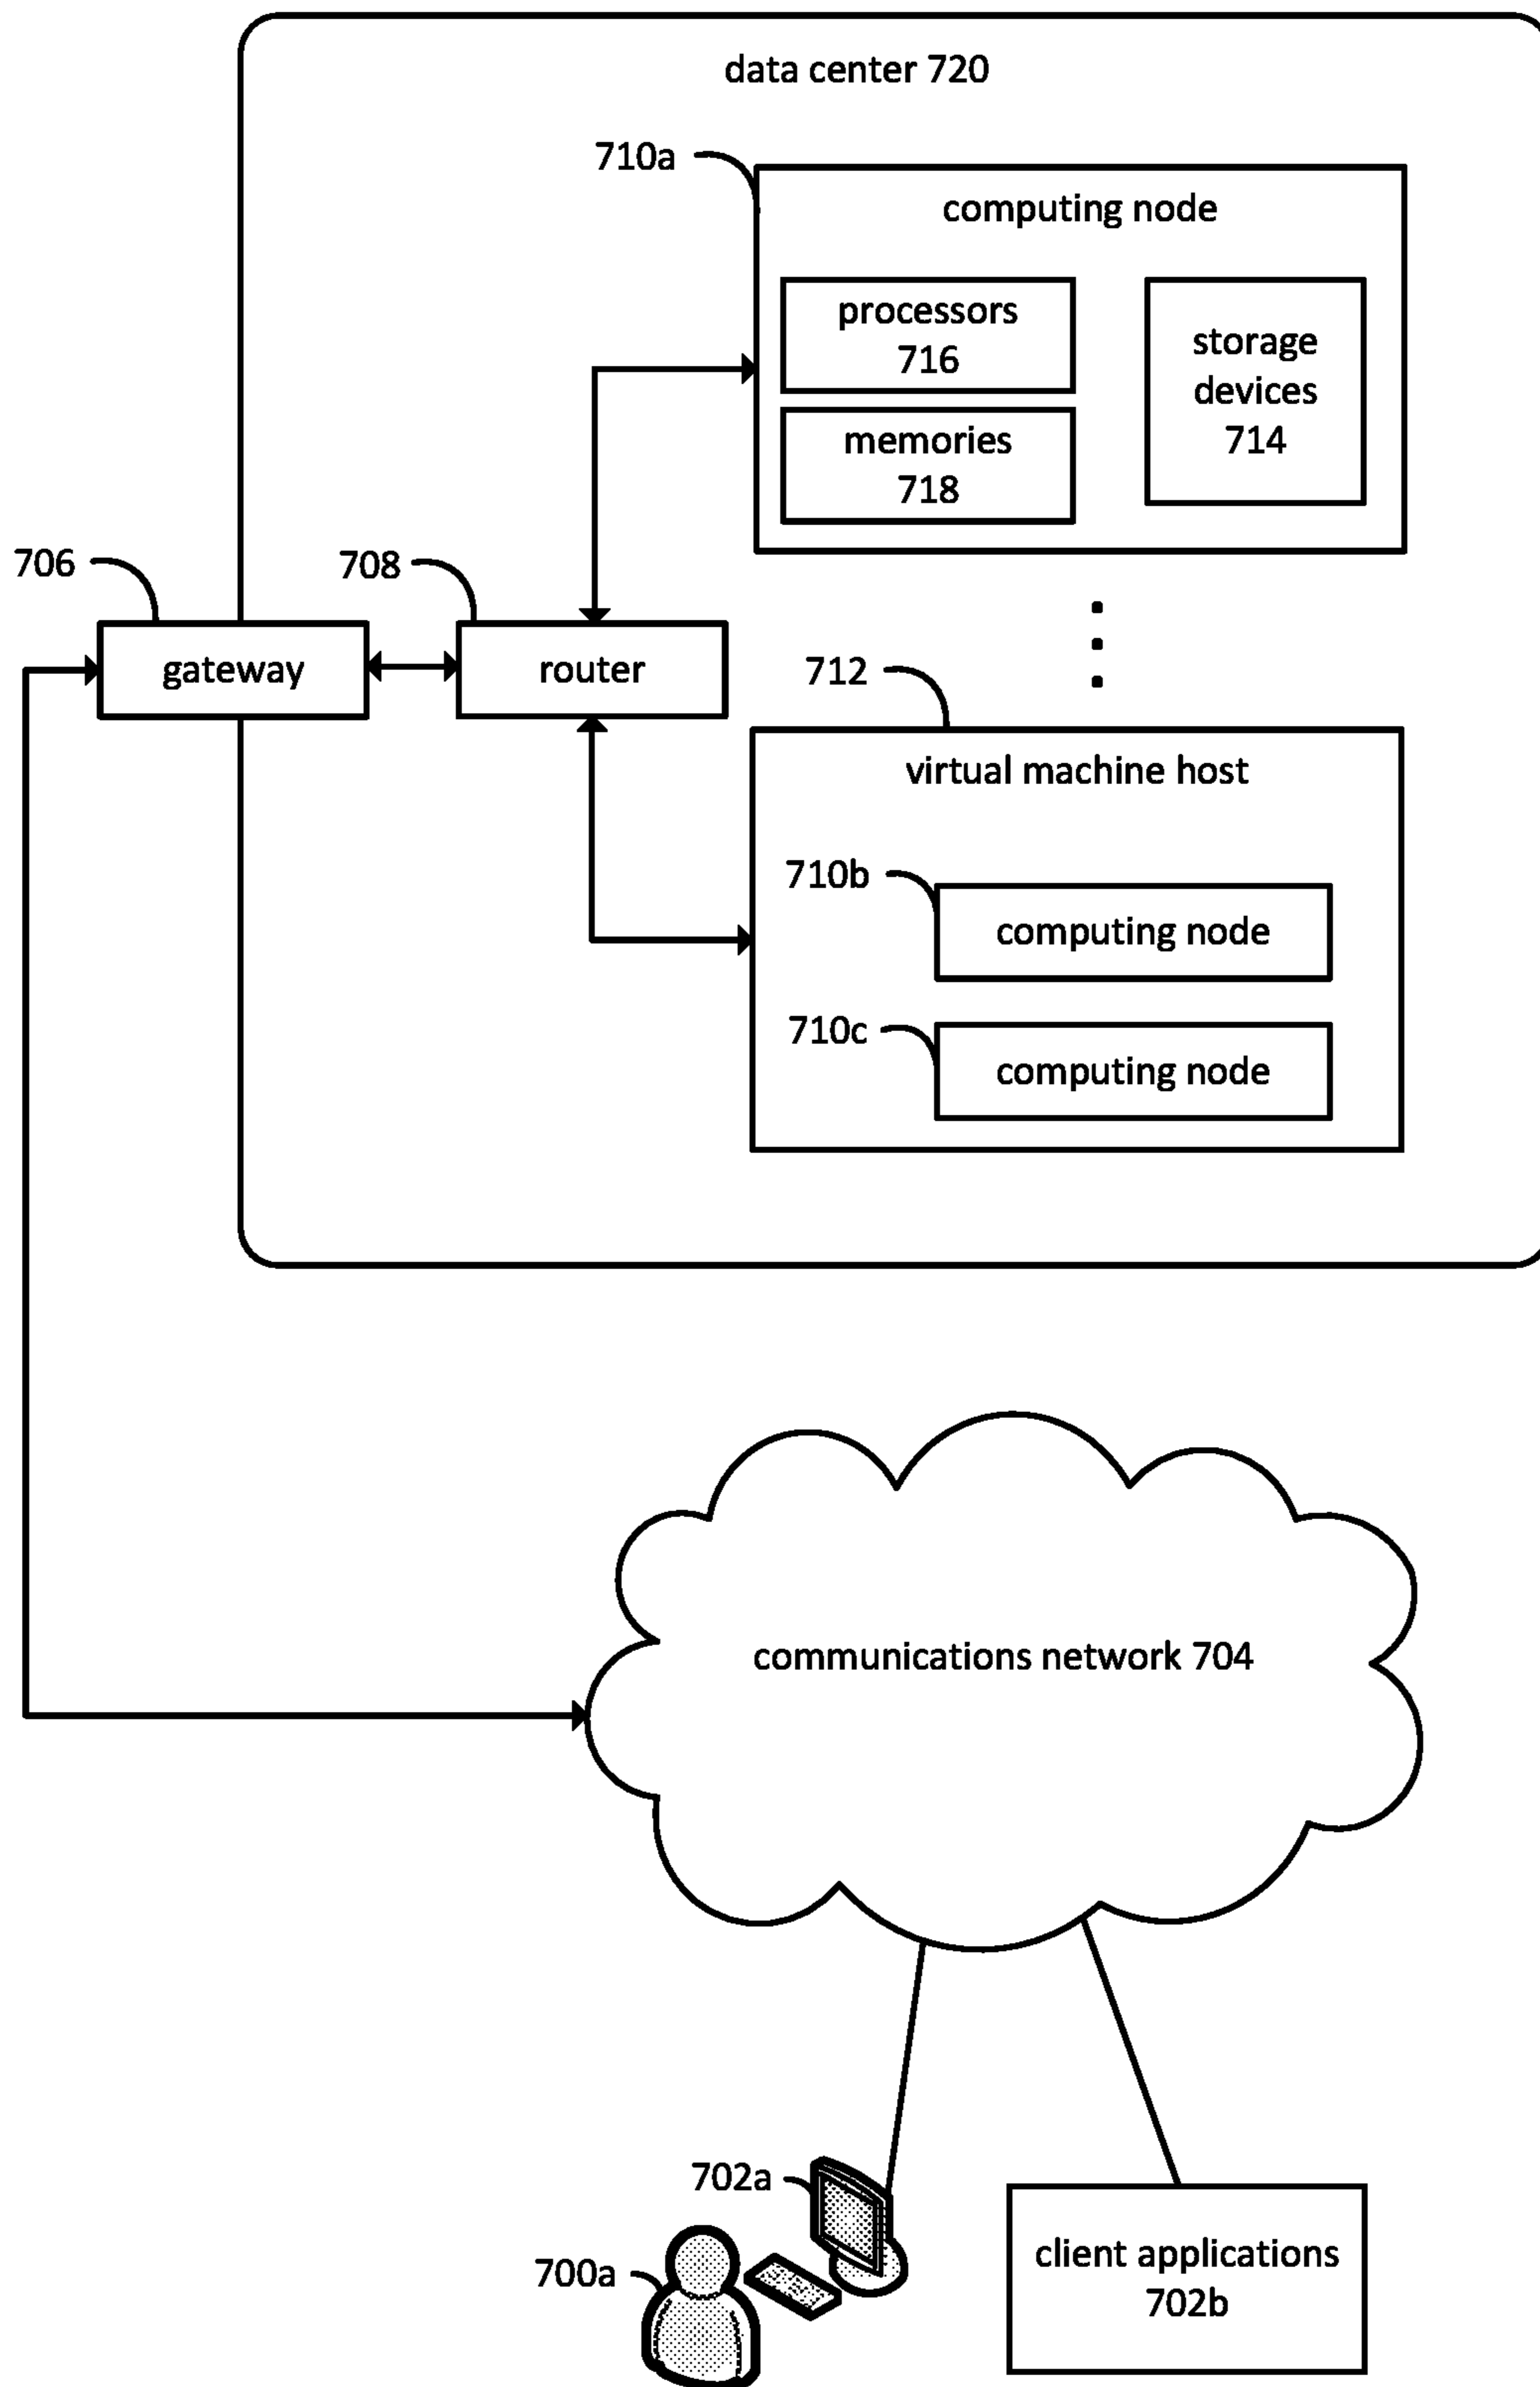 data center 720
710a
computing node
processors
716
storage
devices
714
memories
718
706
708
gateway
router
712
virtual machine host
710b
computing node
710c
computing node
communications network 704
702a
700a
client applications
702b